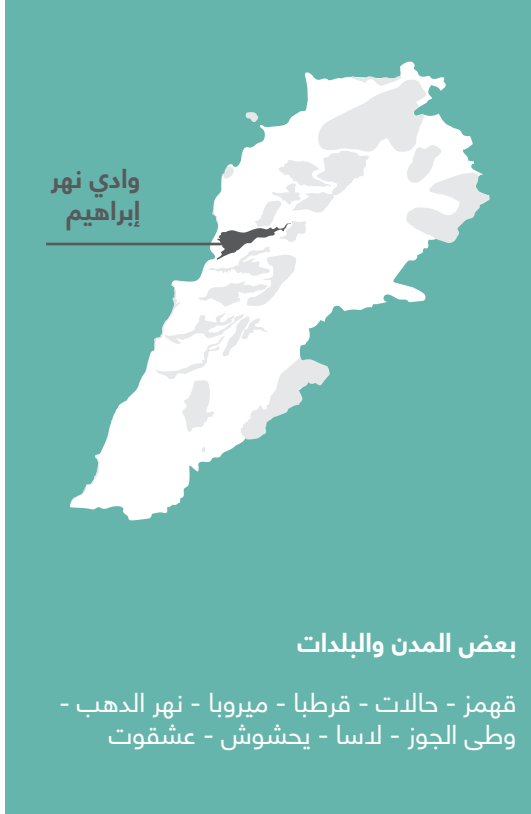 وادي نهر
إبراهيم
بعض المدن والبلدات
قهمز - حالات - قرطبا - ميروبا - نهر الدهب -
وطى الجوز - لاسا - يحشوش - عشقوت